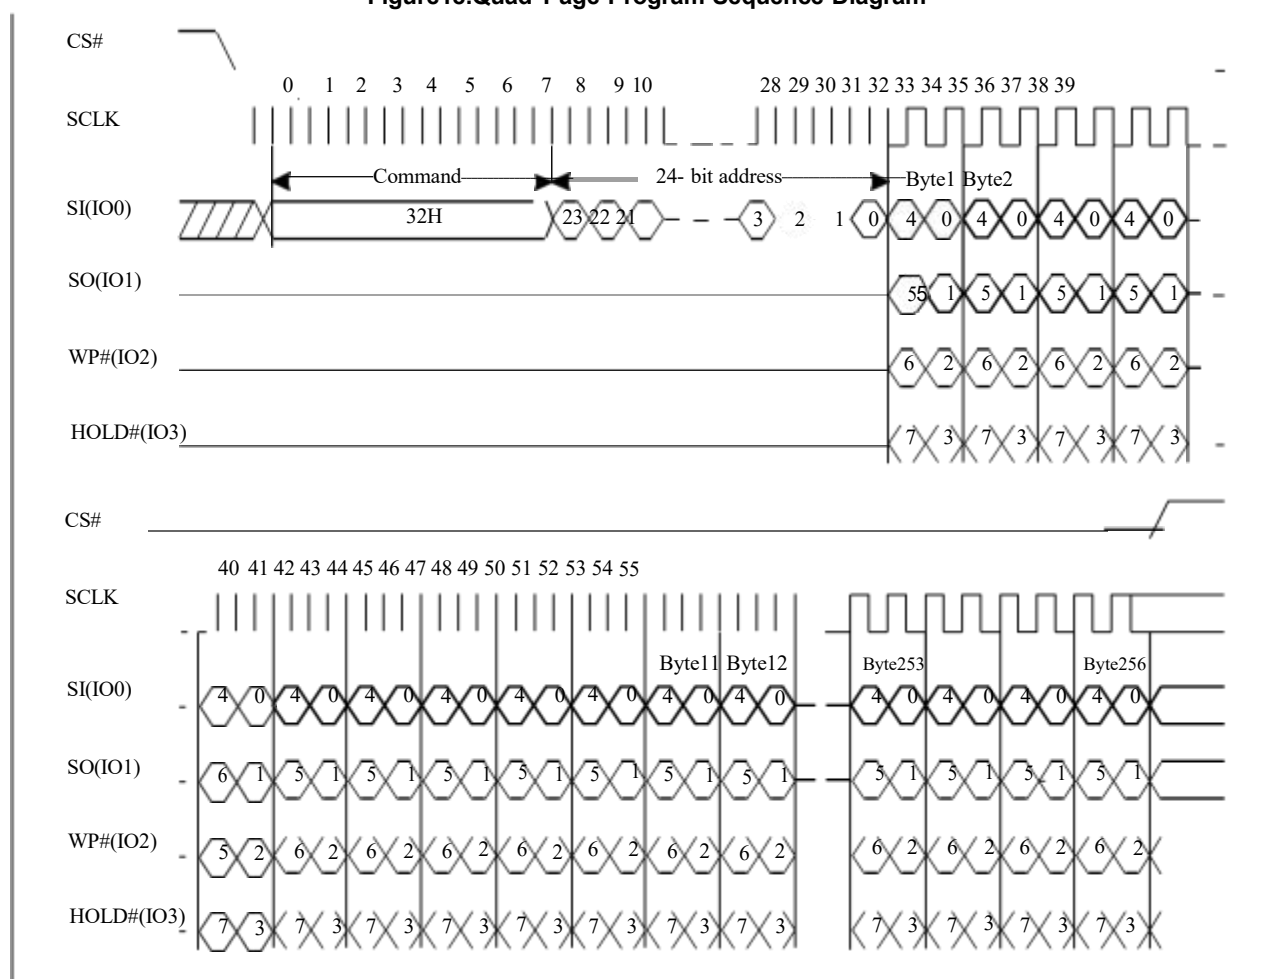 Figure18.Quad Page Program Sequence Diagram
CS#
0 1 2 3 4 5 6 7 8 9 10 28 29 30 31 32 33 34 35 36 37 38 39
SCLK
Command 24- bit address Byte1 Byte2
SI(IO0) 32H 23 22 21 3 2 1 0 4 0 4 0 4 0 4 0
SO(IO1) 55 1 5 1 5 1 5 1
WP#(IO2) 6 2 6 2 6 2 6 2
HOLD#(IO3) 7 3 7 3 7 3 7 3
CS#
40 41 42 43 44 45 46 47 48 49 50 51 52 53 54 55
SCLK
Byte11 Byte12 Byte253 Byte256
SI(IO0) 4 0 4 0 4 0 4 0 4 0 4 0 4 0 4 0 4 0 4 0 4 0 4 0
SO(IO1) 6 1 5 1 5 1 5 1 5 1 5 1 5 1 5 1 5 1 5 1 5 1 5 1
WP#(IO2) 5 2 6 2 6 2 6 2 6 2 6 2 6 2 6 2 6 2 6 2 6 2 6 2
HOLD#(IO3) 7 3 7 3 7 3 7 3 7 3 7 3 7 3 7 3 7 3 7 3 7 3 7 3